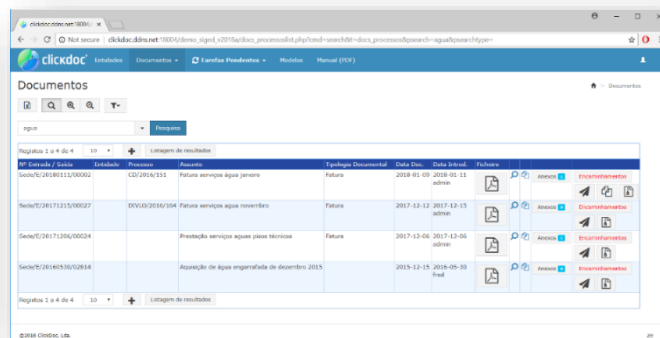 clickdoc.ddns.net:18004/
Not secure | clickdoc.ddns.net:18004/demo_signd_v2016a/docs_processoslist.php?cmd=search&t=docs_processos&psearch=agua&psearchtype=
clickdoc Entidades Documentos Tarefas Pendentes Modelos Manual (PDF)
Documentos
Documentos
agua Pesquisa
Registos 1 a 4 de 4 10 Listagem de resultados
Nº Entrada / Saída Entidade Processo Assunto Tipologia Documental Data Doc. Data Introd. Ficheiro
Sede/E/20180111/00002 CD/2016/151 Fatura serviços água janeiro Fatura 2018-01-09 2018-01-11 Anexos Encaminhamentos
admin
Sede/E/20171215/00027 Fatura serviços agua novembro Fatura 2017-12-12 2017-12-15 Anexos Encaminhamentos
admin
Sede/E/20171206/00024 Prestação serviços aguas pisos técnicos Fatura 2017-12-06 2017-12-06 Anexos Encaminhamentos
admin
Sede/E/20160530/02814 Aquisição de água engarrafada de dezembro 2015 2015-12-15 2016-05-30 Anexos Encaminhamentos
fred
Registos 1 a 4 de 4 10 Listagem de resultados
©2016 ClickDoc, Lda.